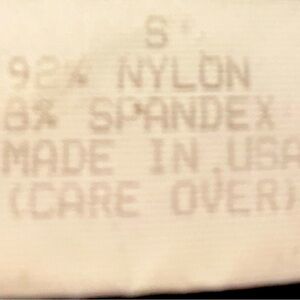 S
92% NYLON
8% SPANDEX
MADE IN USA
(CARE OVER)